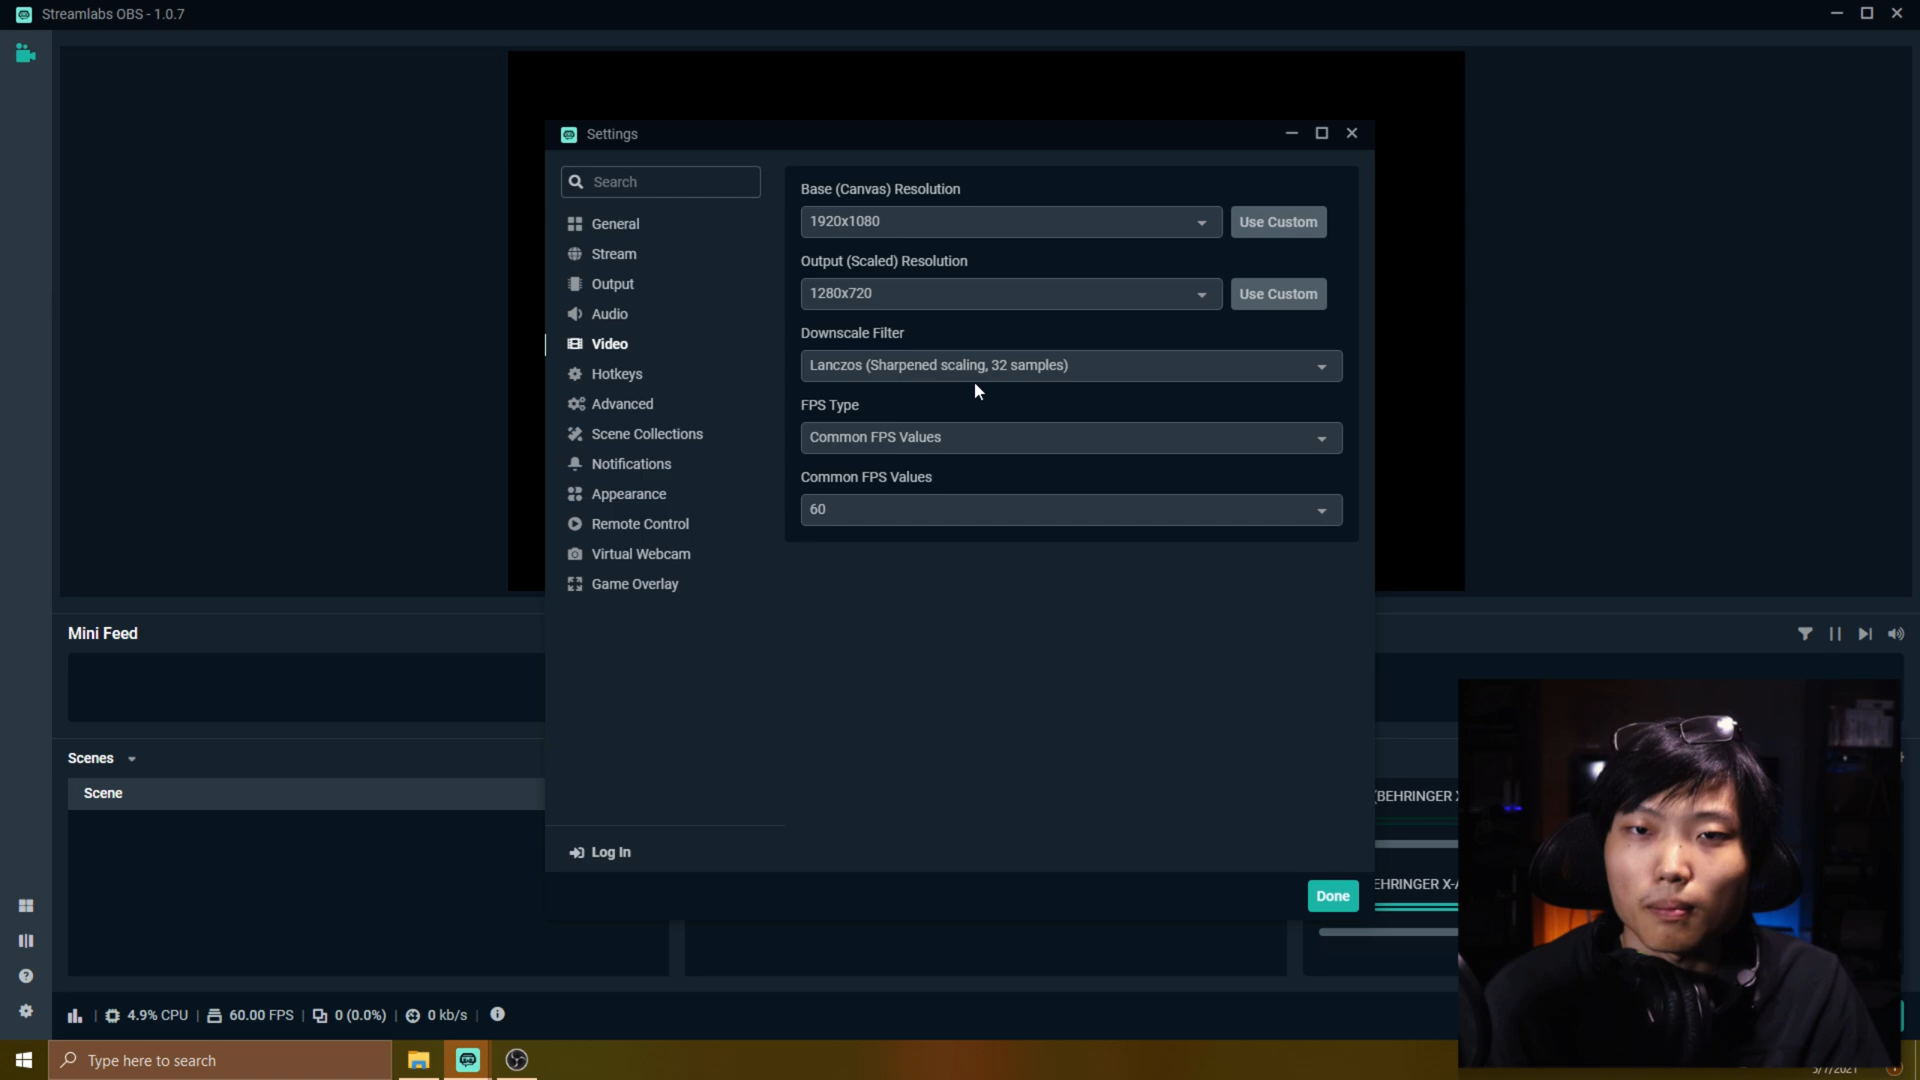 Streamlabs OBS - 1.0.7
Settings
Search
General
Stream
Output
Audio
Video
Hotkeys
Advanced
Scene Collections
Notifications
Appearance
Remote Control
Virtual Webcam
Game Overlay
Log In
Base (Canvas) Resolution
1920x1080
Use Custom
Output (Scaled) Resolution
1280x720
Use Custom
Downscale Filter
Lanczos (Sharpened scaling, 32 samples)
FPS Type
Common FPS Values
Common FPS Values
60
Done
Mini Feed
Scenes
Scene
(BEHRINGER
EHRINGER X-
4.9% CPU
60.00 FPS
0 (0.0%)
0 kb/s
Type here to search
5/7/2021